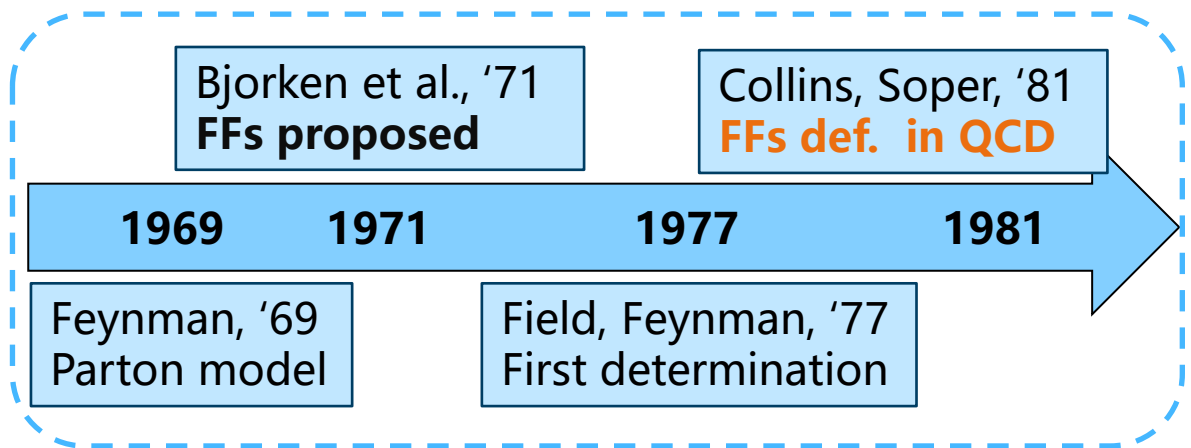 Bjorken et al., ‘71
FFs proposed
Collins, Soper, ‘81
FFs def.  in QCD
1969
1971
1977
1981
Feynman, ‘69
Parton model
Field, Feynman, ‘77
First determination